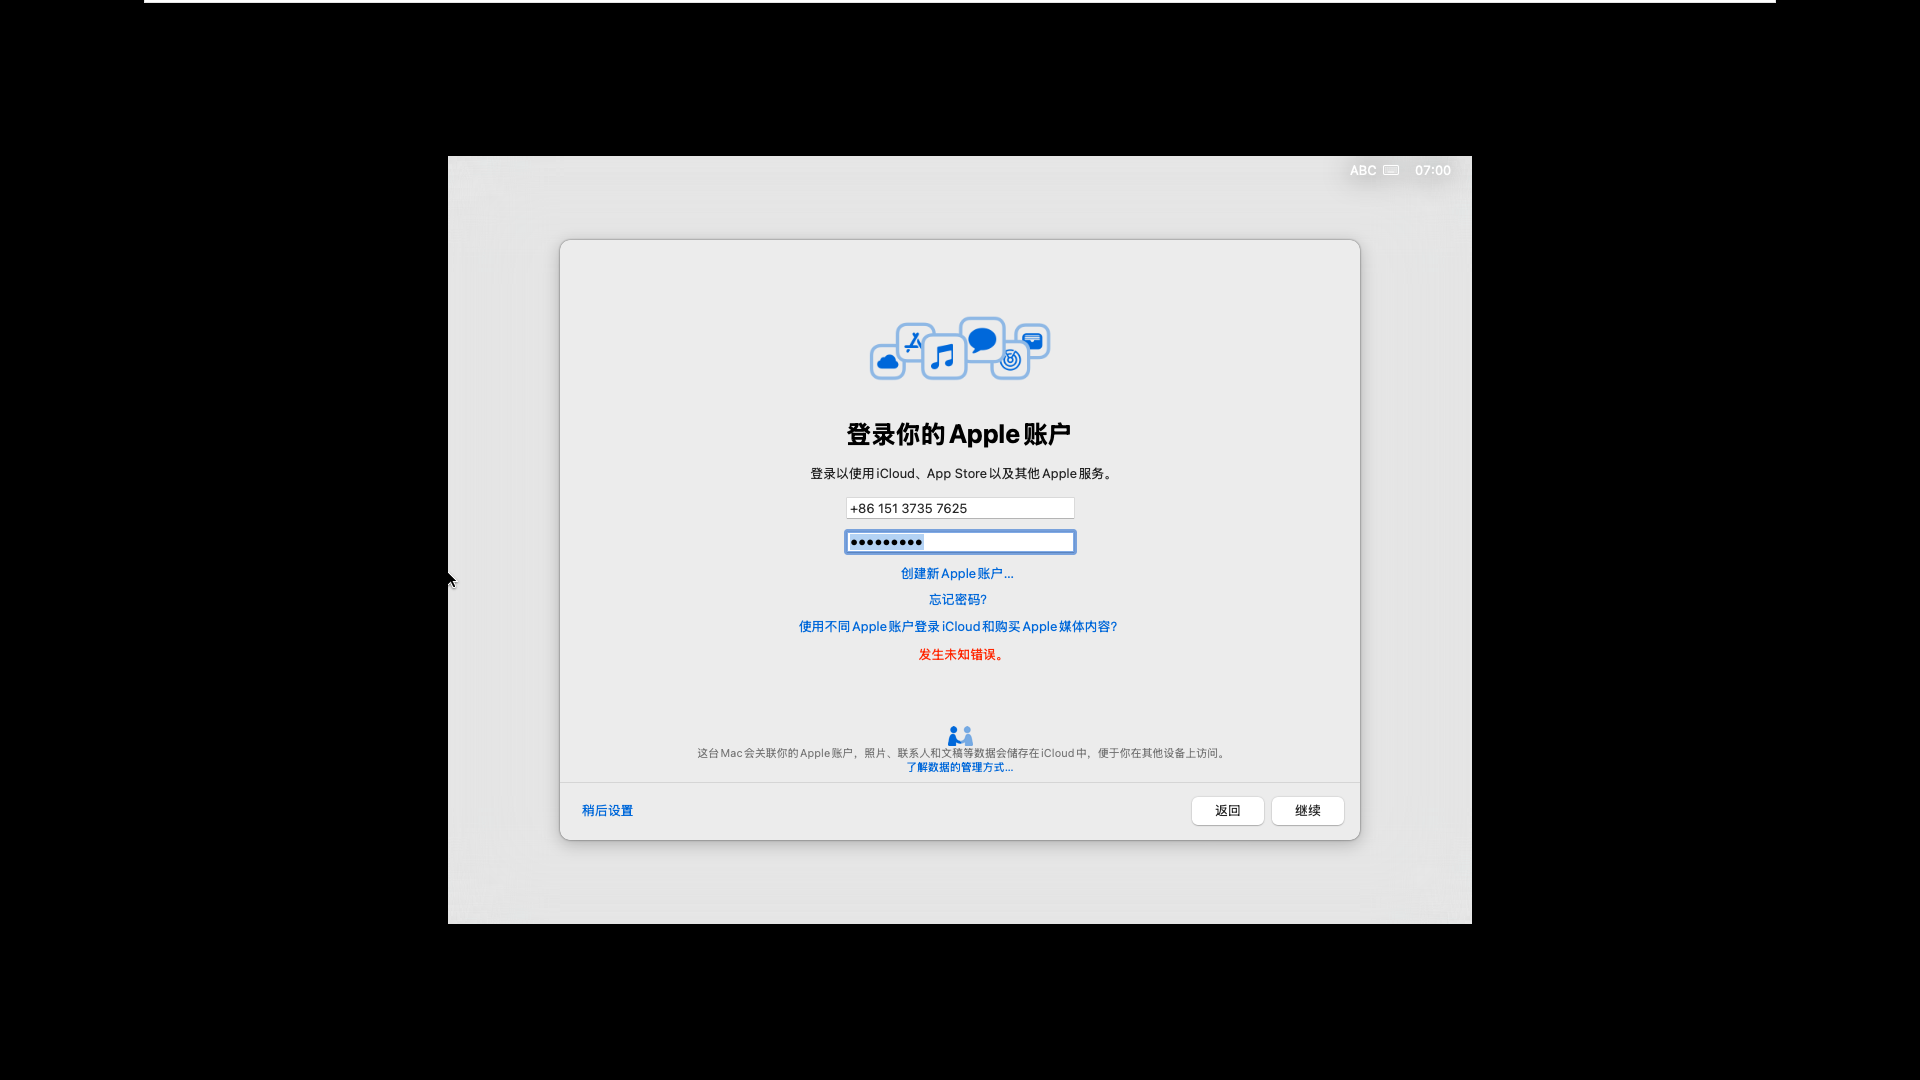 ABC 07:00
登录你的 Apple 账户
登录以使用 iCloud、App Store 以及其他 Apple 服务。
+86 151 3735 7625
●●●●●●●●●
创建新 Apple 账户...
忘记密码?
使用不同 Apple 账户登录 iCloud 和购买 Apple 媒体内容?
发生未知错误。
这台 Mac 会关联你的 Apple 账户，照片、联系人和文稿等数据会储存在 iCloud 中，便于你在其他设备上访问。
了解数据的管理方式...
稍后设置
返回
继续